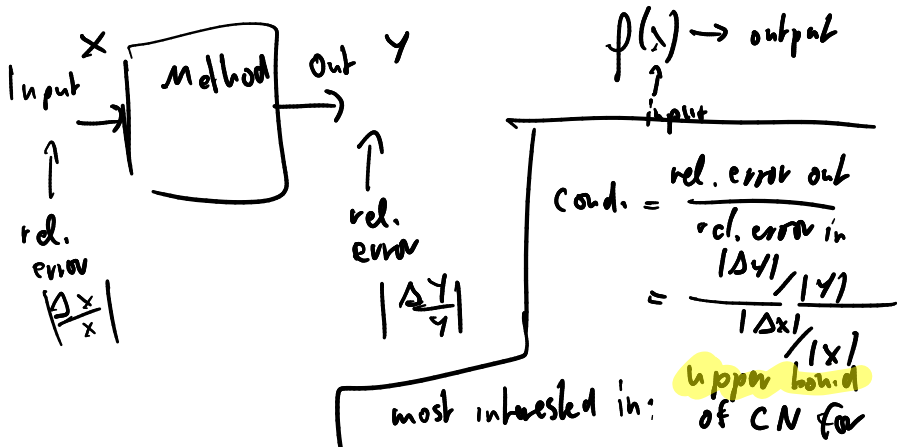 X
Input
Method
Out
Y
rel.
error
|Δx/x|
rel.
error
|ΔY/Y|
f(x) → output
input
Cond. = rel. error out / rel. error in
= |ΔY|/|Y| / |Δx|/|x|
most interested in: upper bound
of CN for